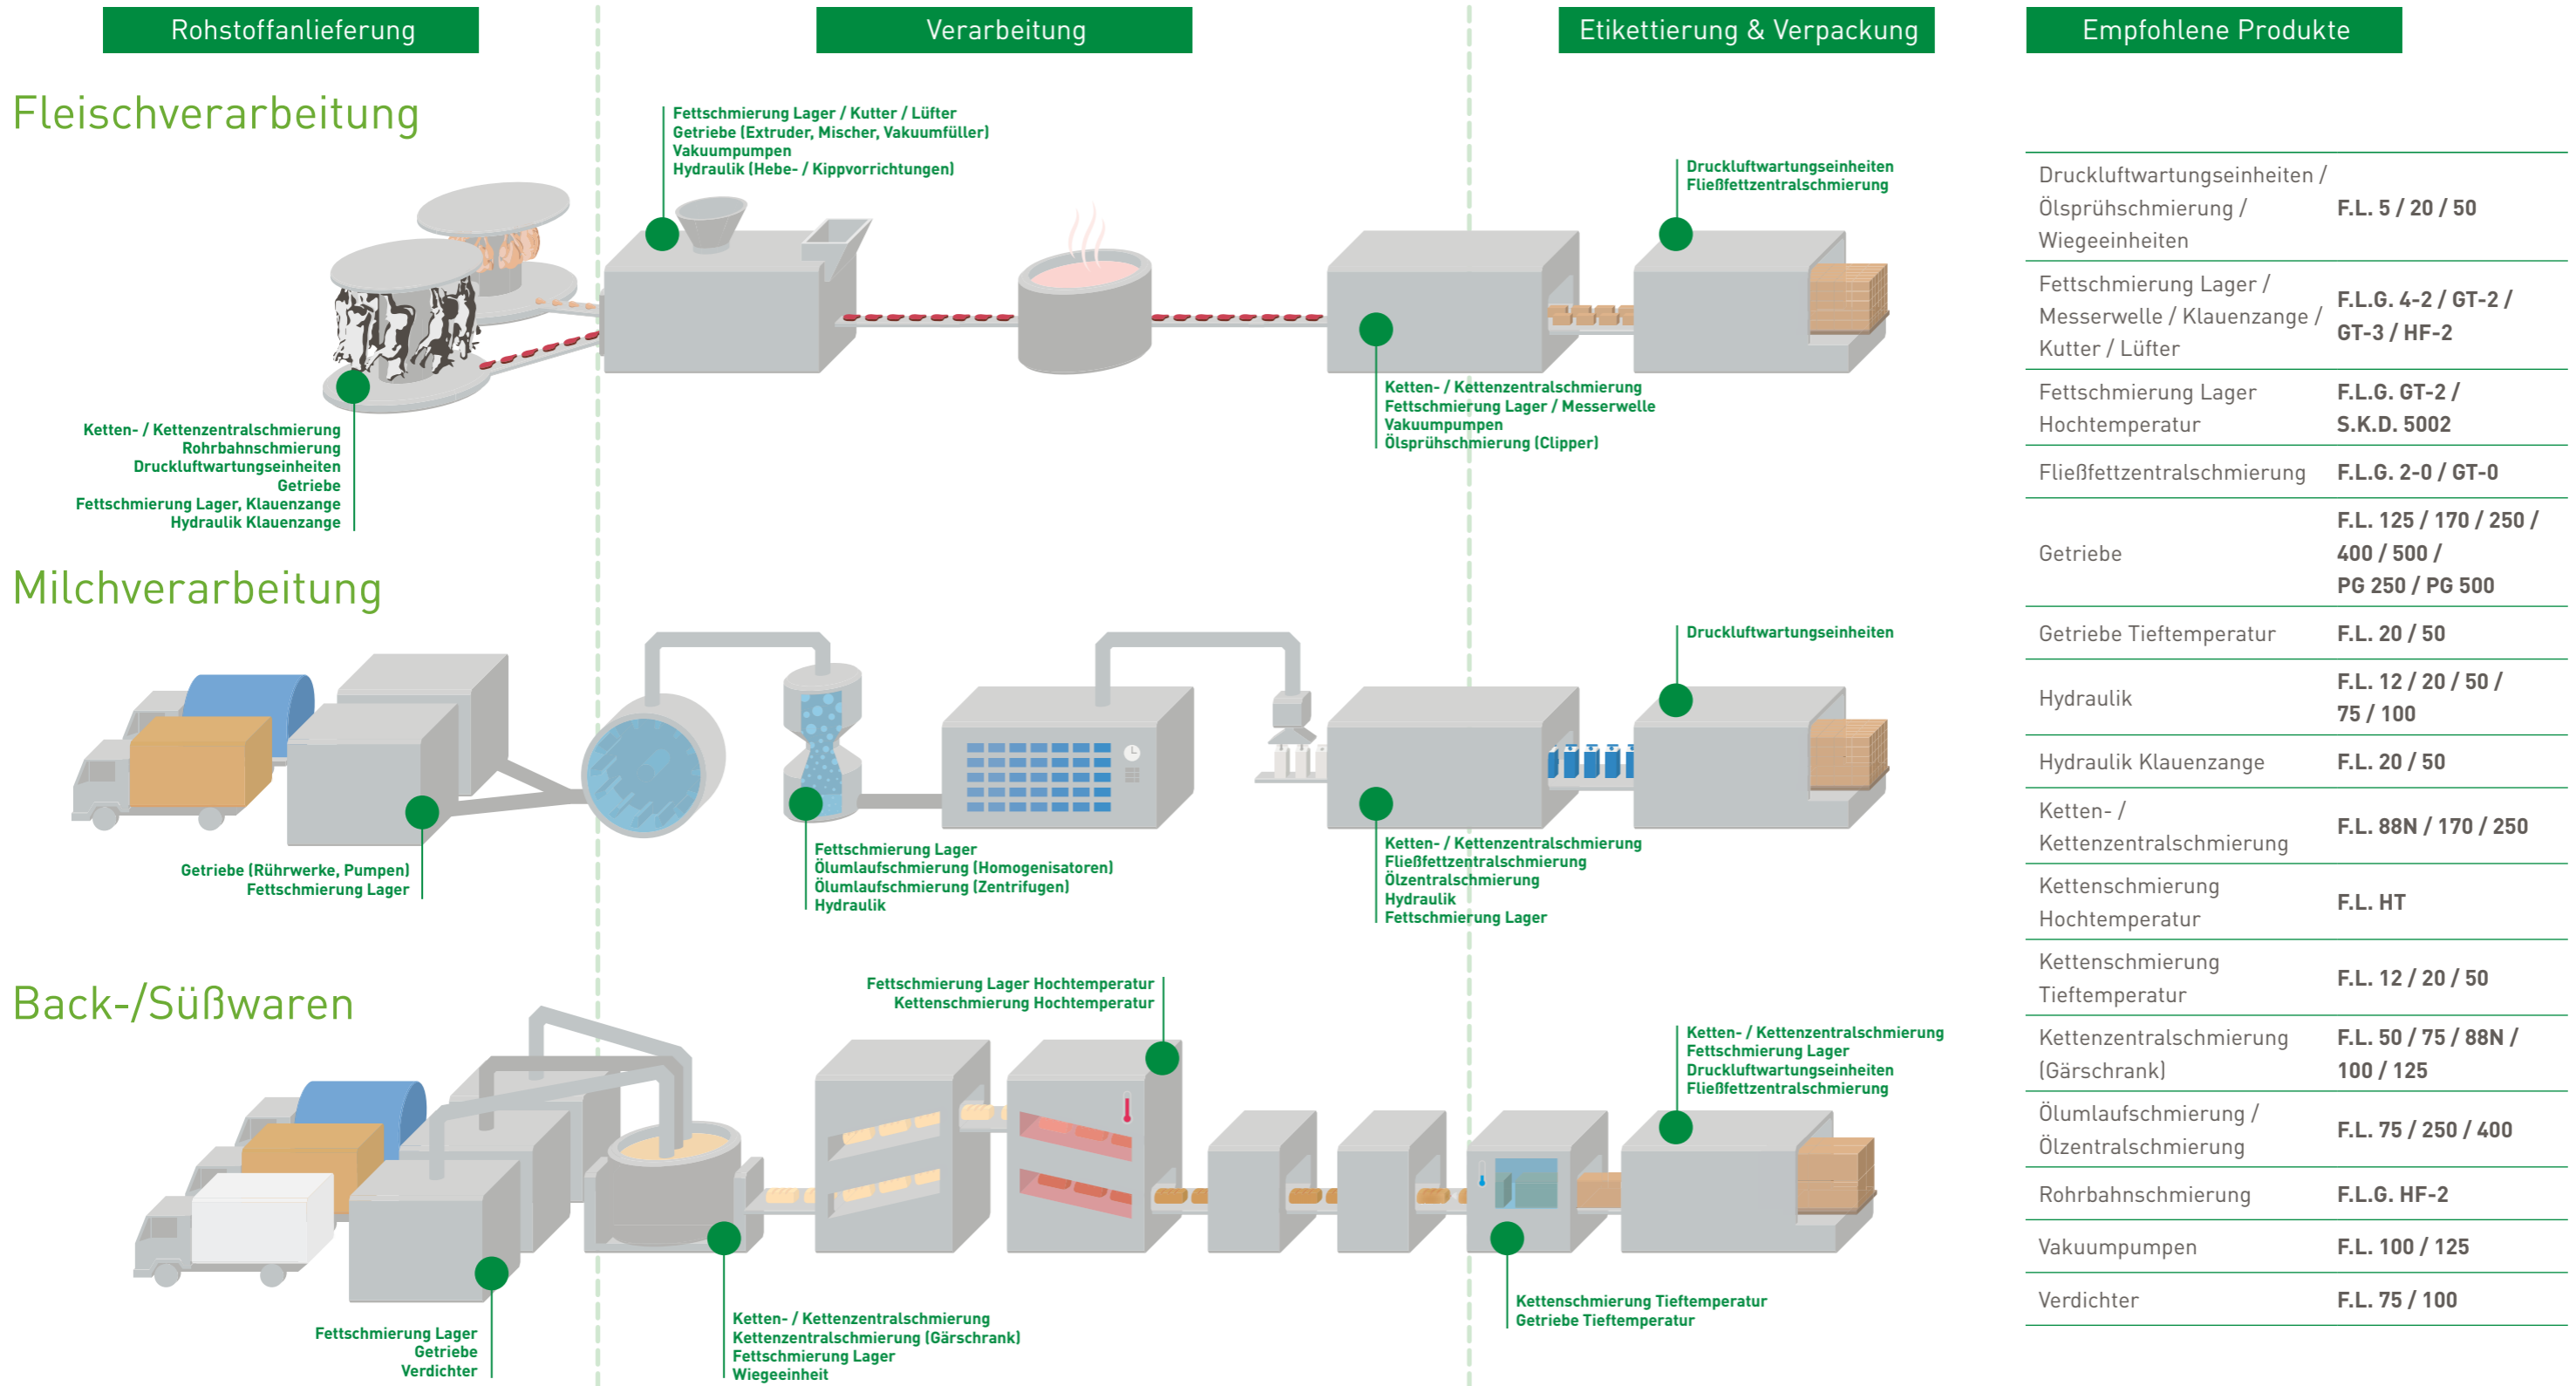 Rohstoffanlieferung
Verarbeitung
Etikettierung & Verpackung
Empfohlene Produkte
Fleischverarbeitung
Fettschmierung Lager / Kutter / Lüfter
Getriebe (Extruder, Mischer, Vakuumfüller)
Vakuumpumpen
Hydraulik (Hebe- / Kippvorrichtungen)
Druckluftwartungseinheiten
Fließfettzentralschmierung
Ketten- / Kettenzentralschmierung
Rohrbahnschmierung
Druckluftwartungseinheiten
Getriebe
Fettschmierung Lager, Klauenzange
Hydraulik Klauenzange
Ketten- / Kettenzentralschmierung
Fettschmierung Lager / Messerwelle
Vakuumpumpen
Ölsprühschmierung (Clipper)
Milchverarbeitung
Druckluftwartungseinheiten
Getriebe (Rührwerke, Pumpen)
Fettschmierung Lager
Fettschmierung Lager
Ölumlaufschmierung (Homogenisatoren)
Ölumlaufschmierung (Zentrifugen)
Hydraulik
Ketten- / Kettenzentralschmierung
Fließfettzentralschmierung
Ölzentralschmierung
Hydraulik
Fettschmierung Lager
Back-/Süßwaren
Fettschmierung Lager Hochtemperatur
Kettenschmierung Hochtemperatur
Ketten- / Kettenzentralschmierung
Fettschmierung Lager
Druckluftwartungseinheiten
Fließfettzentralschmierung
Fettschmierung Lager
Getriebe
Verdichter
Ketten- / Kettenzentralschmierung
Kettenzentralschmierung (Gärschrank)
Fettschmierung Lager
Wiegeeinheit
Kettenschmierung Tieftemperatur
Getriebe Tieftemperatur
Druckluftwartungseinheiten /
Ölsprühschmierung /
Wiegeeinheiten
F.L. 5 / 20 / 50
Fettschmierung Lager /
Messerwelle / Klauenzange /
Kutter / Lüfter
F.L.G. 4-2 / GT-2 /
GT-3 / HF-2
Fettschmierung Lager
Hochtemperatur
F.L.G. GT-2 /
S.K.D. 5002
Fließfettzentralschmierung
F.L.G. 2-0 / GT-0
Getriebe
F.L. 125 / 170 / 250 /
400 / 500 /
PG 250 / PG 500
Getriebe Tieftemperatur
F.L. 20 / 50
Hydraulik
F.L. 12 / 20 / 50 /
75 / 100
Hydraulik Klauenzange
F.L. 20 / 50
Ketten- /
Kettenzentralschmierung
F.L. 88N / 170 / 250
Kettenschmierung
Hochtemperatur
F.L. HT
Kettenschmierung
Tieftemperatur
F.L. 12 / 20 / 50
Kettenzentralschmierung
(Gärschrank)
F.L. 50 / 75 / 88N /
100 / 125
Ölumlaufschmierung /
Ölzentralschmierung
F.L. 75 / 250 / 400
Rohrbahnschmierung
F.L.G. HF-2
Vakuumpumpen
F.L. 100 / 125
Verdichter
F.L. 75 / 100